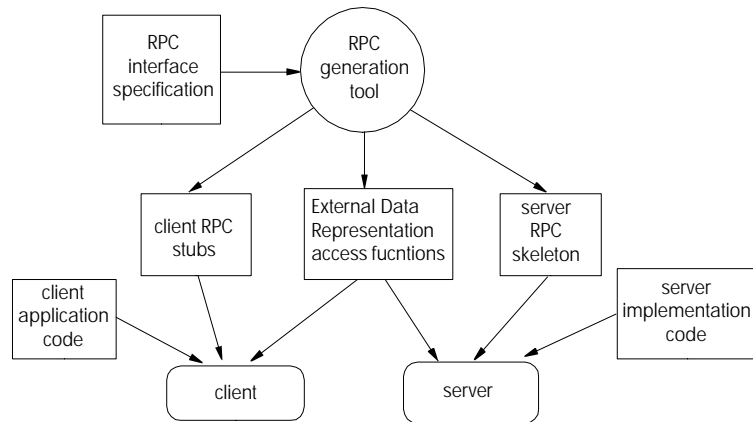 RPC
interface
specification
RPC
generation
tool
client RPC
stubs
External Data
Representation
access fucntions
server
RPC
skeleton
client
application
code
server
implementation
code
client
server